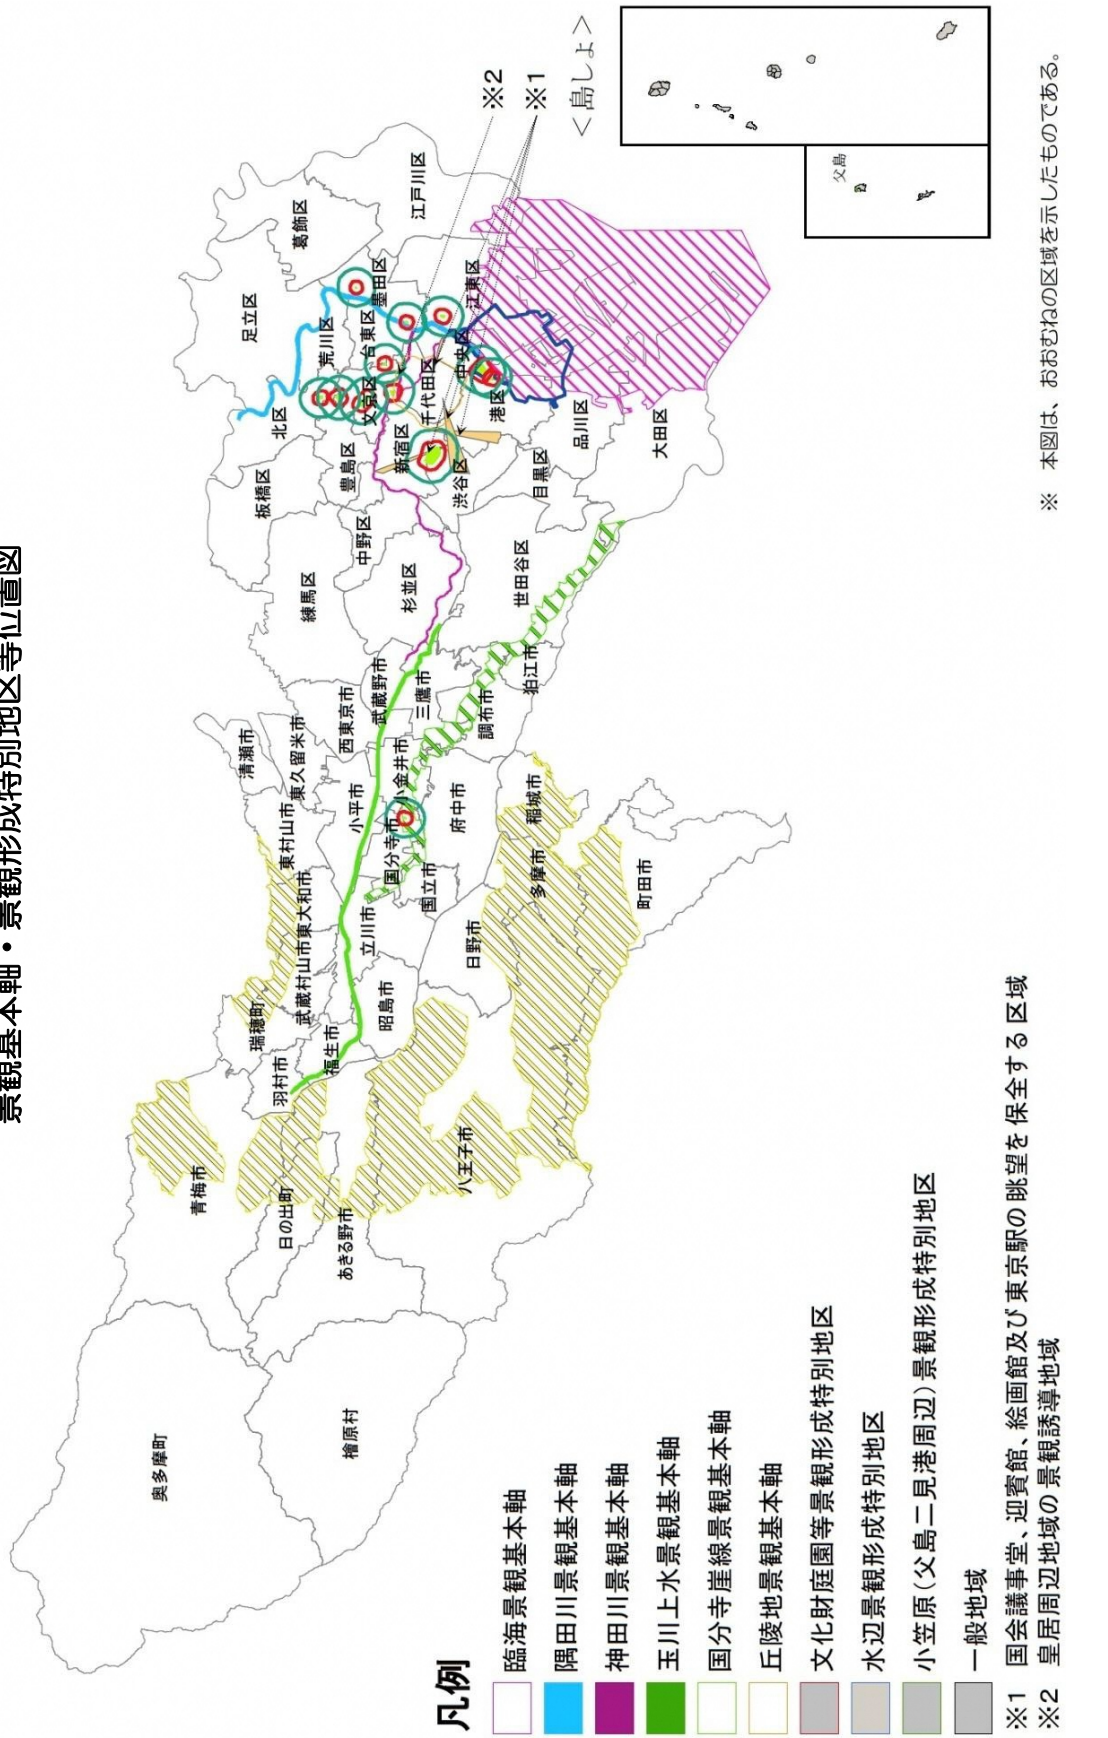 景観基本軸・景観形成特別地区等位置図
奥多摩町
檜原村
青梅市
日の出町
あきる野市
八王子市
羽村市
瑞穂町
福生市
武蔵村山市
東大和市
昭島市
立川市
日野市
東村山市
国分寺市
国立市
多摩市
町田市
稲城市
清瀬市
東久留米市
小平市
小金井市
府中市
西東京市
武蔵野市
三鷹市
調布市
狛江市
練馬区
杉並区
世田谷区
中野区
板橋区
豊島区
新宿区
渋谷区
目黒区
北区
文京区
千代田区
港区
品川区
大田区
足立区
荒川区
台東区
中央区
墨田区
江東区
葛飾区
江戸川区
※2
※1
＜島しょ＞
父島
凡例
臨海景観基本軸
隅田川景観基本軸
神田川景観基本軸
玉川上水景観基本軸
国分寺崖線景観基本軸
丘陵地景観基本軸
文化財庭園等景観形成特別地区
水辺景観形成特別地区
小笠原（父島二見港周辺）景観形成特別地区
一般地域
※1　国会議事堂、迎賓館、絵画館及び東京駅の眺望を保全する区域
※2　皇居周辺地域の景観誘導地域
※　本図は、おおむねの区域を示したものである。